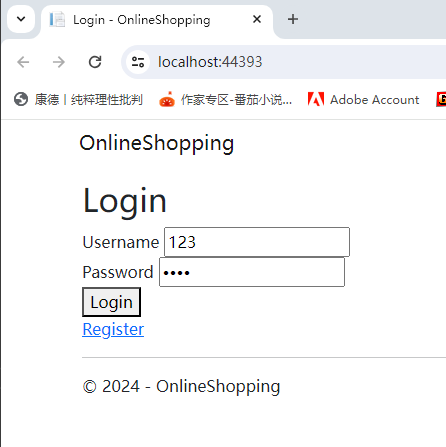 Login - OnlineShopping
localhost:44393
康德丨纯粹理性批判 作家专区-番茄小说... Adobe Account
OnlineShopping
Login
Username 123
Password ••••
Login
Register
© 2024 - OnlineShopping